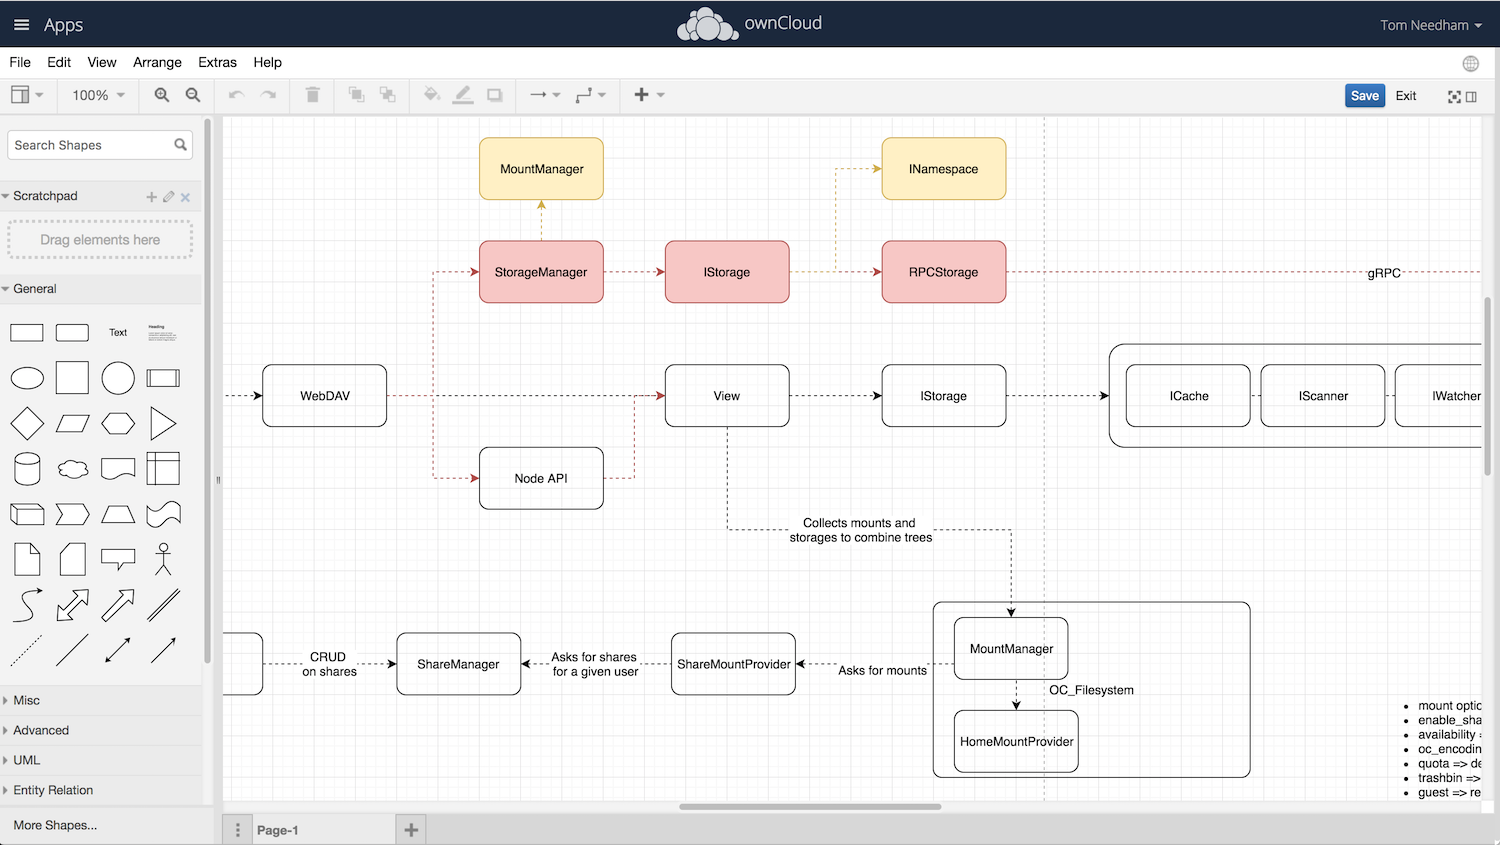 Apps
ownCloud
Tom Needham
File Edit View Arrange Extras Help
100%
Save Exit
Search Shapes
Scratchpad
Drag elements here
General
Text
Heading
Misc
Advanced
UML
Entity Relation
More Shapes...
MountManager
INamespace
StorageManager
IStorage
RPCStorage
gRPC
WebDAV
View
IStorage
ICache
IScanner
IWatcher
Node API
Collects mounts and
storages to combine trees
CRUD
on shares
ShareManager
Asks for shares
for a given user
ShareMountProvider
Asks for mounts
MountManager
OC_Filesystem
HomeMountProvider
• mount optio
• enable_sha
• availability =
• oc_encodin
• quota => de
• trashbin =>
• guest => re
Page-1